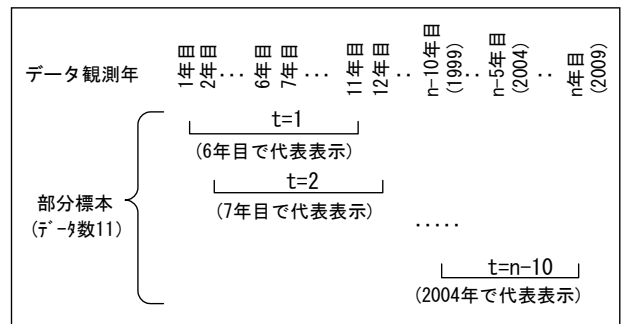 データ観測年 1年目 2年目 ‥‥ 6年目 7年目 ‥‥ 11年目 12年目 ‥ n-10年目 (1999) ‥ n-5年目 (2004) ‥ n年目 (2009)
t=1
(6年目で代表表示)
t=2
部分標本
(7年目で代表表示)
(ﾃﾞｰﾀ数11)
‥‥‥
t=n-10
(2004年で代表表示)